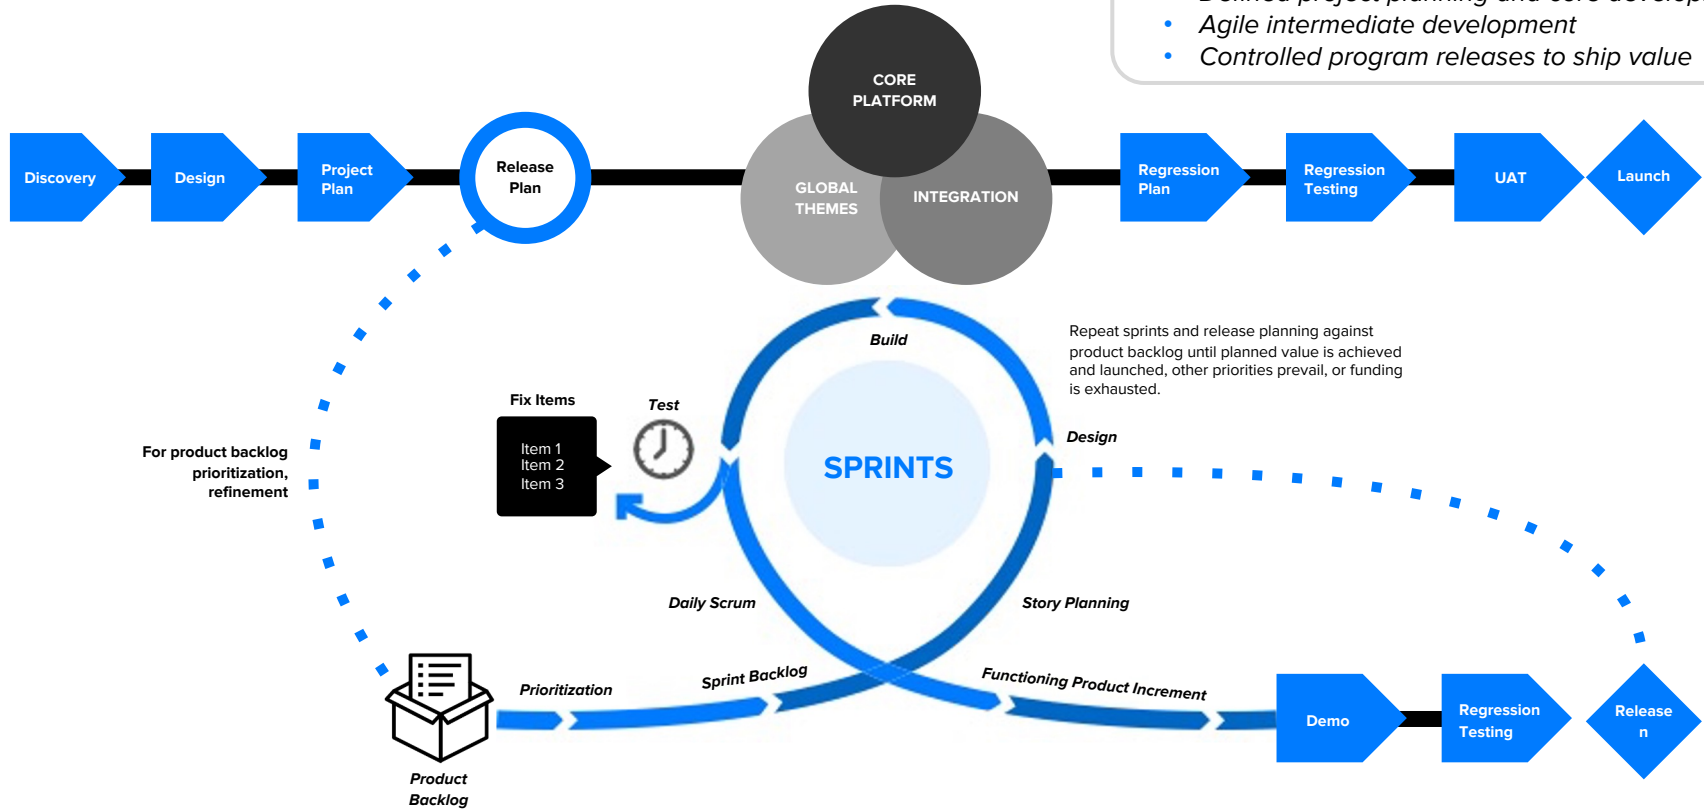 • Agile intermediate development
• Controlled program releases to ship value
CORE
PLATFORM
GLOBAL
THEMES
INTEGRATION
Discovery
Design
Project
Plan
Release
Plan
Regression
Plan
Regression
Testing
UAT
Launch
Build
Repeat sprints and release planning against
product backlog until planned value is achieved
and launched, other priorities prevail, or funding
is exhausted.
Fix Items
Test
Item 1
Item 2
Item 3
Design
SPRINTS
For product backlog
prioritization,
refinement
Daily Scrum
Story Planning
Prioritization
Sprint Backlog
Functioning Product Increment
Demo
Regression
Testing
Release
n
Product
Backlog